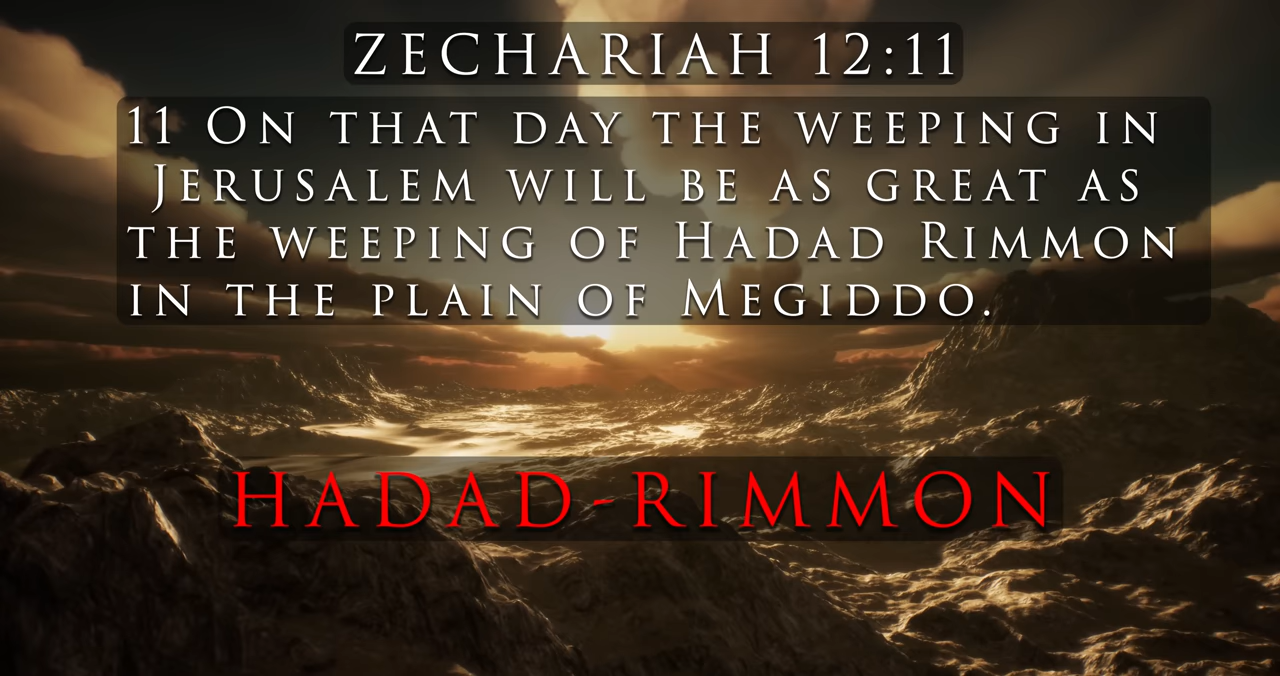 ZECHARIAH 12:11
11 On that day the weeping in
Jerusalem will be as great as
the weeping of Hadad Rimmon
in the plain of Megiddo.
HADAD-RIMMON